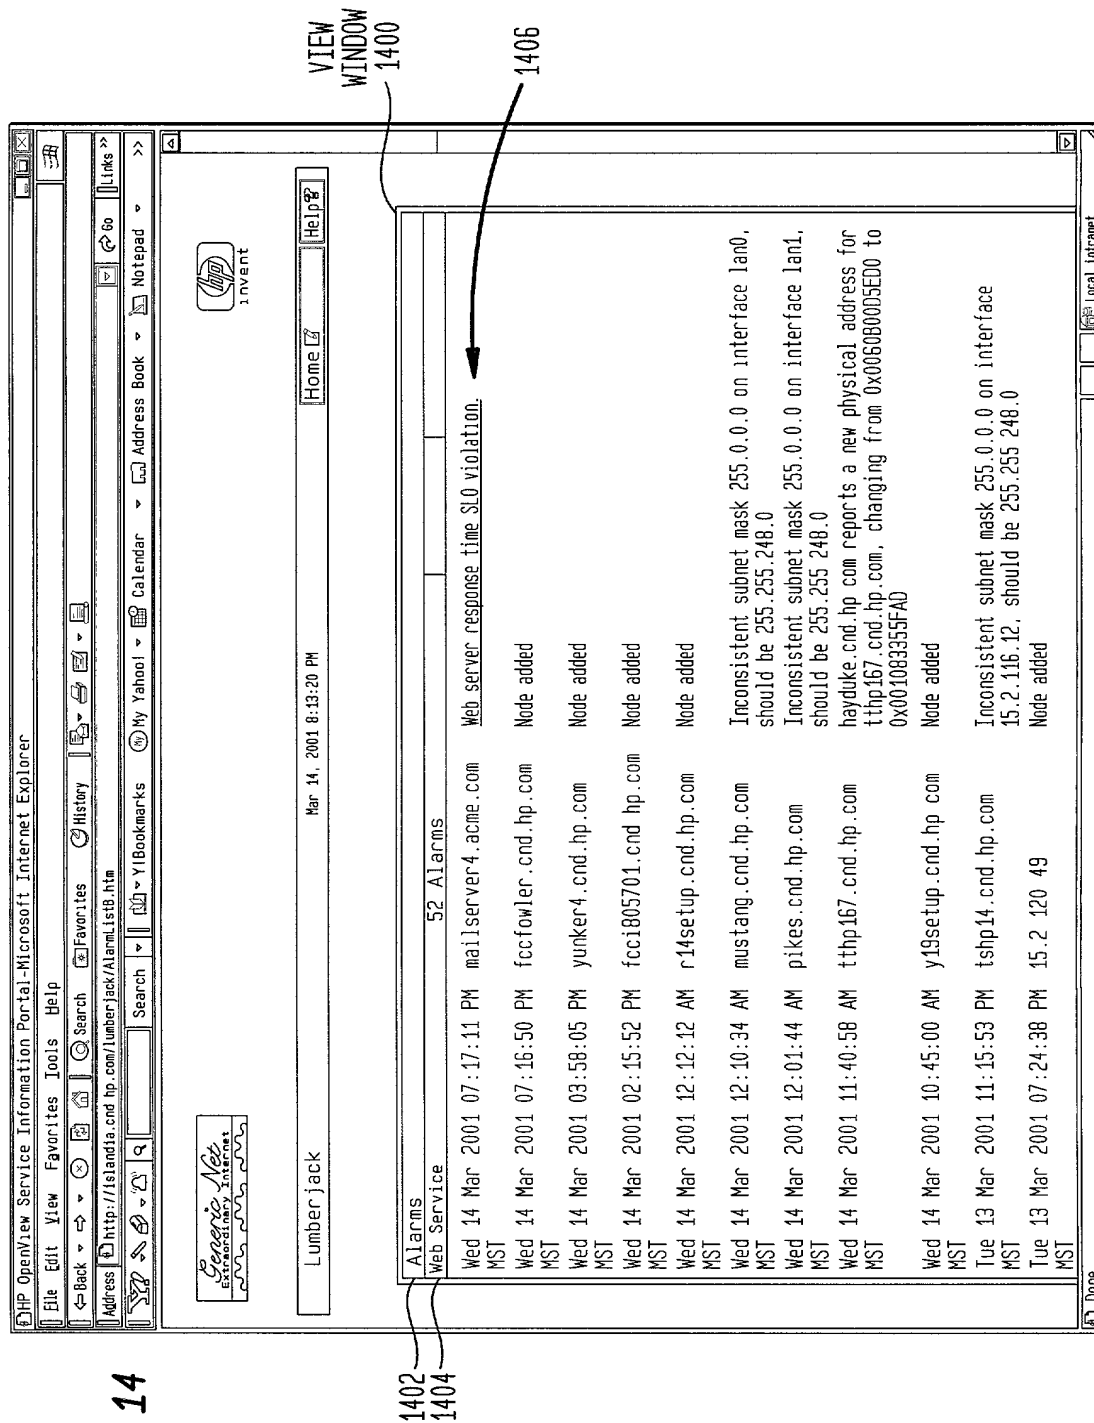 14
HP OpenView Service Information Portal-Microsoft Internet Explorer
File Edit View Favorites Tools Help
Back Search Favorites History
Address http://islandia.cnd hp.com/lumberjack/AlarmListB.htm Go Links >>
Search Y!Bookmarks My Yahoo! Calendar Address Book Notepad >>
Generic Net
Extraordinary Internet
hp
invent
Lumberjack Mar 14, 2001 8:13:20 PM Home Help?
VIEW
WINDOW
1400
1402
Alarms
1404
Web Service 52 Alarms
1406
Wed 14 Mar 2001 07:17:11 PM mailserver4.acme.com Web server response time SLO violation.
MST
Wed 14 Mar 2001 07:16:50 PM fccfowler.cnd.hp.com Node added
MST
Wed 14 Mar 2001 03:58:05 PM yunker4.cnd.hp.com Node added
MST
Wed 14 Mar 2001 02:15:52 PM fcci805701.cnd hp.com Node added
MST
Wed 14 Mar 2001 12:12:12 AM r14setup.cnd.hp.com Node added
MST
Wed 14 Mar 2001 12:10:34 AM mustang.cnd.hp.com Inconsistent subnet mask 255.0.0.0 on interface lan0,
MST should be 255.255.248.0
Wed 14 Mar 2001 12:01:44 AM pikes.cnd.hp.com Inconsistent subnet mask 255.0.0.0 on interface lan1,
MST should be 255.255 248.0
Wed 14 Mar 2001 11:40:58 AM tthp167.cnd.hp.com hayduke.cnd.hp com reports a new physical address for
MST tthp167.cnd.hp.com, changing from 0x0060B00D5ED0 to
0x001083355FAD
Wed 14 Mar 2001 10:45:00 AM y19setup.cnd.hp com Node added
MST
Tue 13 Mar 2001 11:15:53 PM tshp14.cnd.hp.com Inconsistent subnet mask 255.0.0.0 on interface
MST 15.2.116.12, should be 255.255 248.0
Tue 13 Mar 2001 07:24:38 PM 15.2 120 49 Node added
MST
Done Local intranet